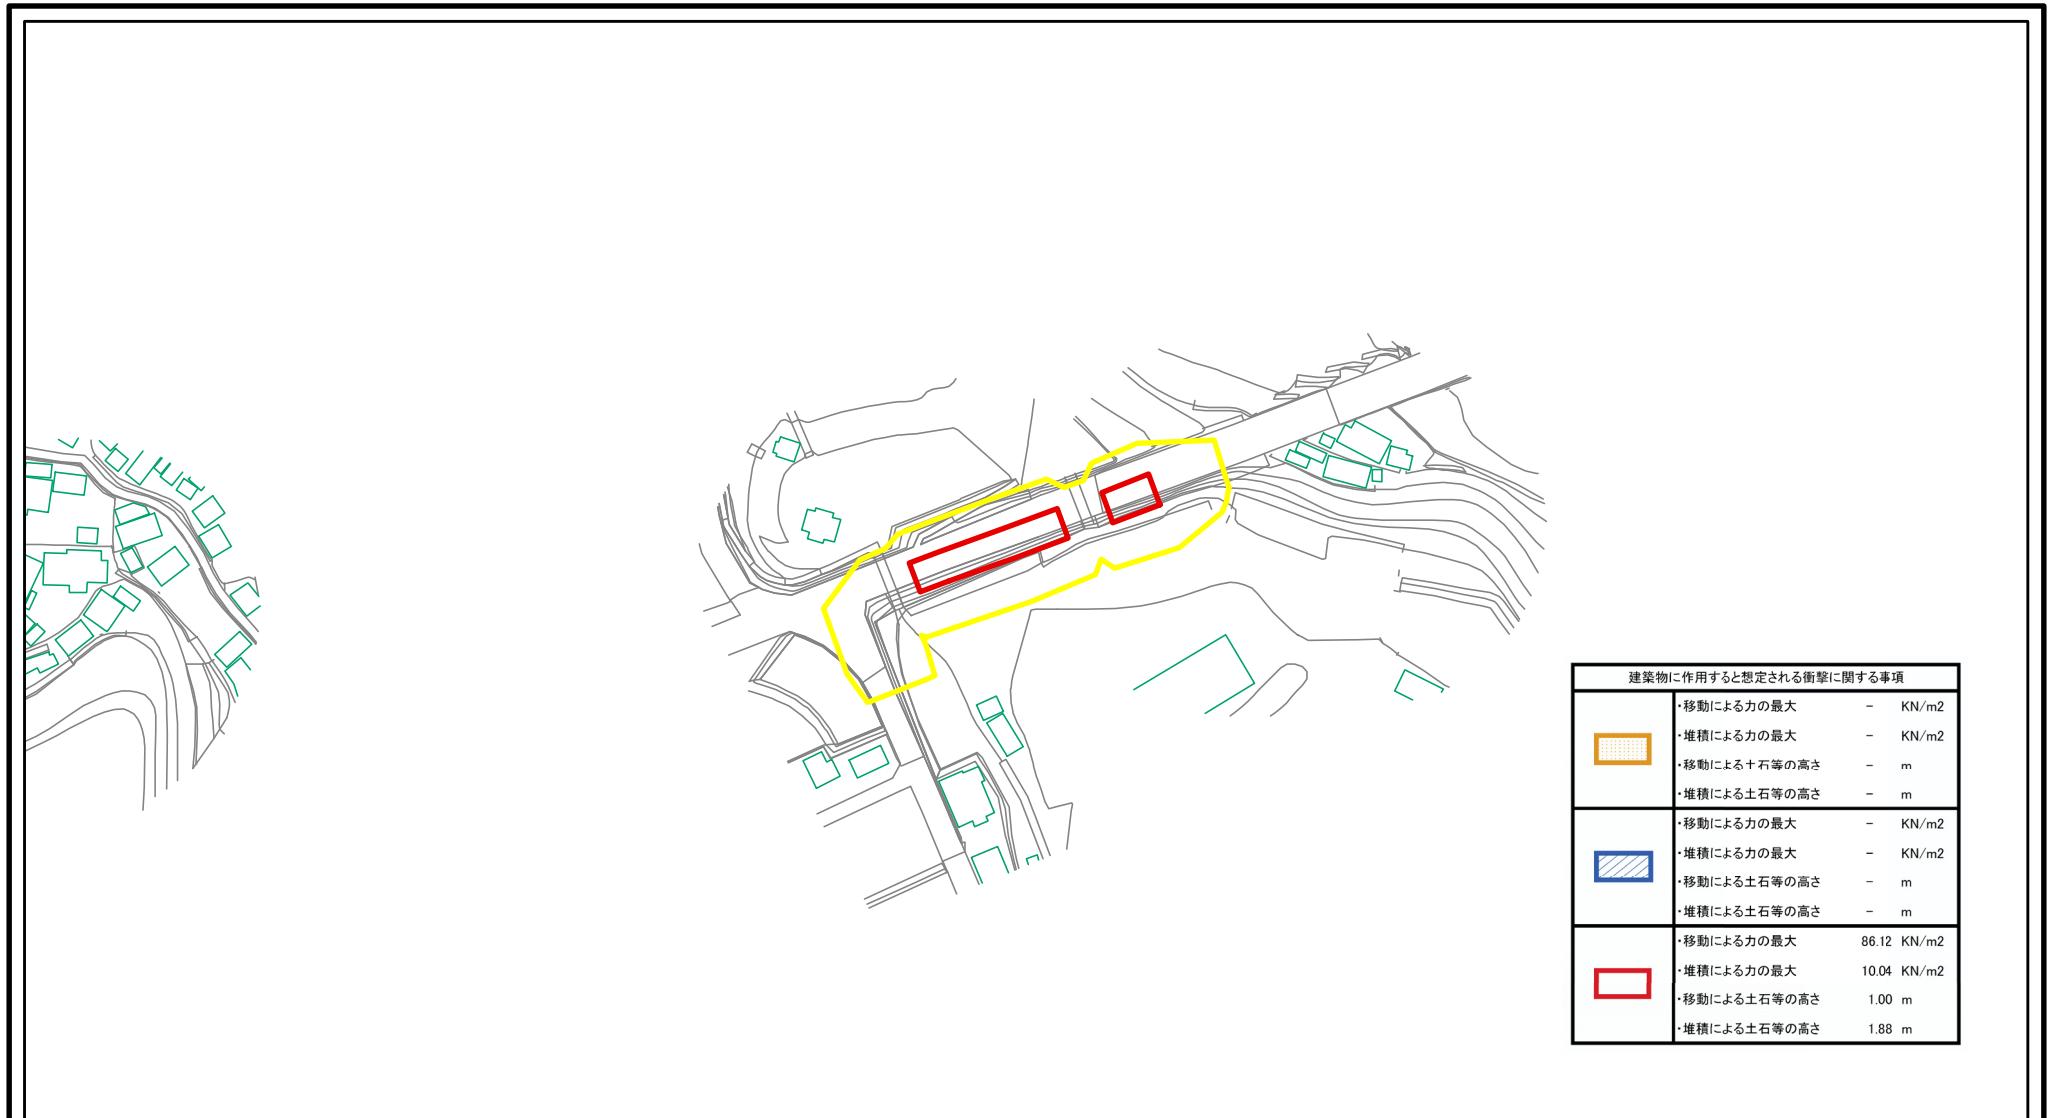 建築物に作用すると想定される衝撃に関する事項
・移動による力の最大 － KN/m2
・堆積による力の最大 － KN/m2
・移動による土石等の高さ － m
・堆積による土石等の高さ － m
・移動による力の最大 － KN/m2
・堆積による力の最大 － KN/m2
・移動による土石等の高さ － m
・堆積による土石等の高さ － m
・移動による力の最大 86.12 KN/m2
・堆積による力の最大 10.04 KN/m2
・移動による土石等の高さ 1.00 m
・堆積による土石等の高さ 1.88 m